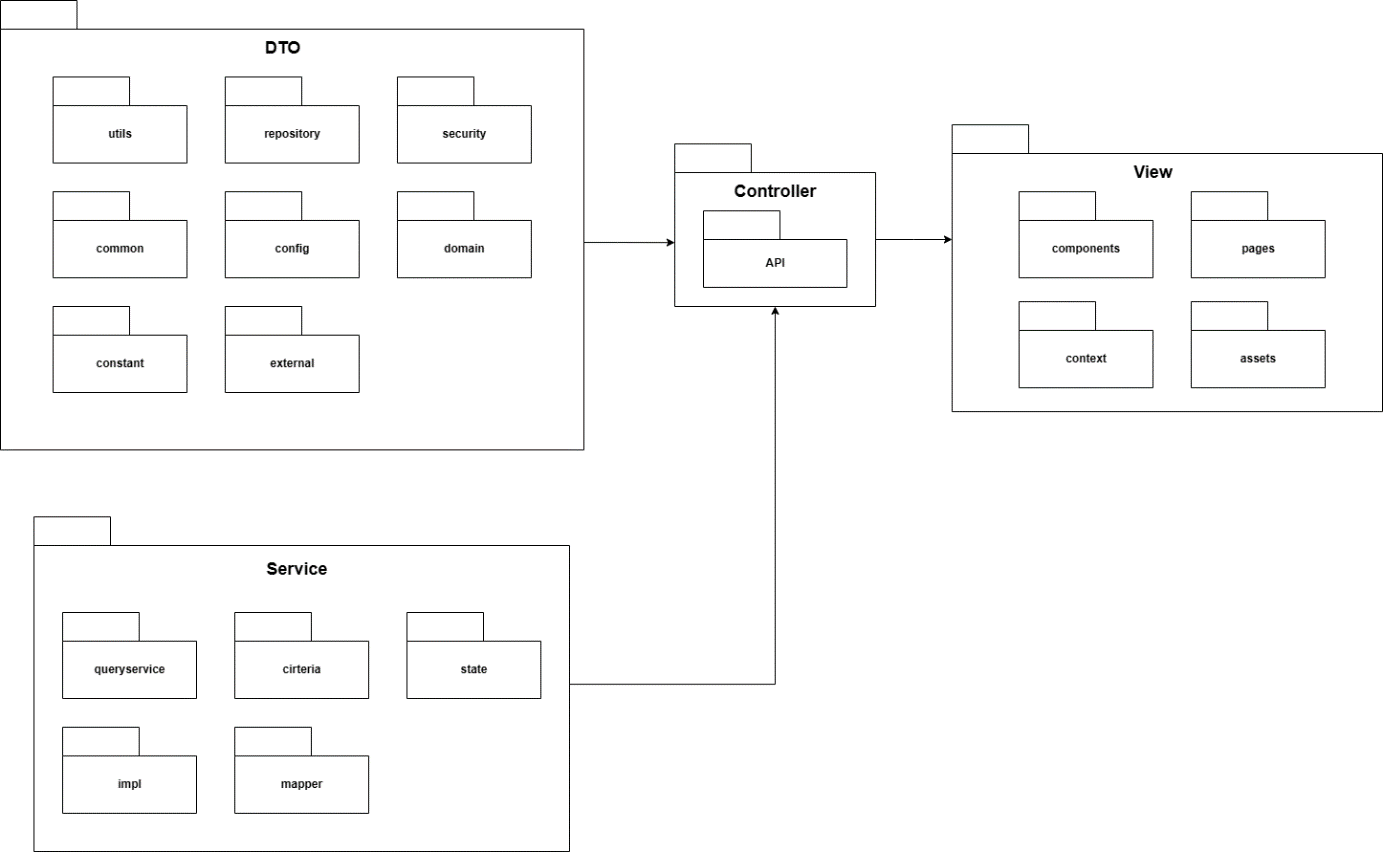 DTO
utils
repository
security
common
config
domain
constant
external
Controller
API
View
components
pages
context
assets
Service
queryservice
cirteria
state
impl
mapper